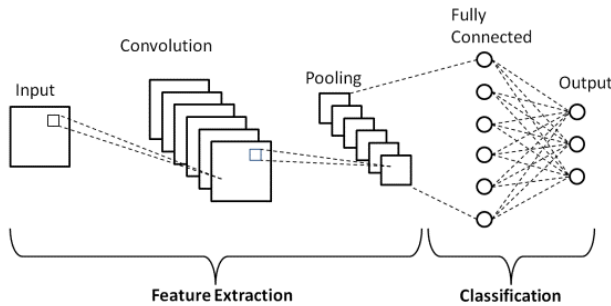 Input
Convolution
Pooling
Fully
Connected
Output
Feature Extraction
Classification